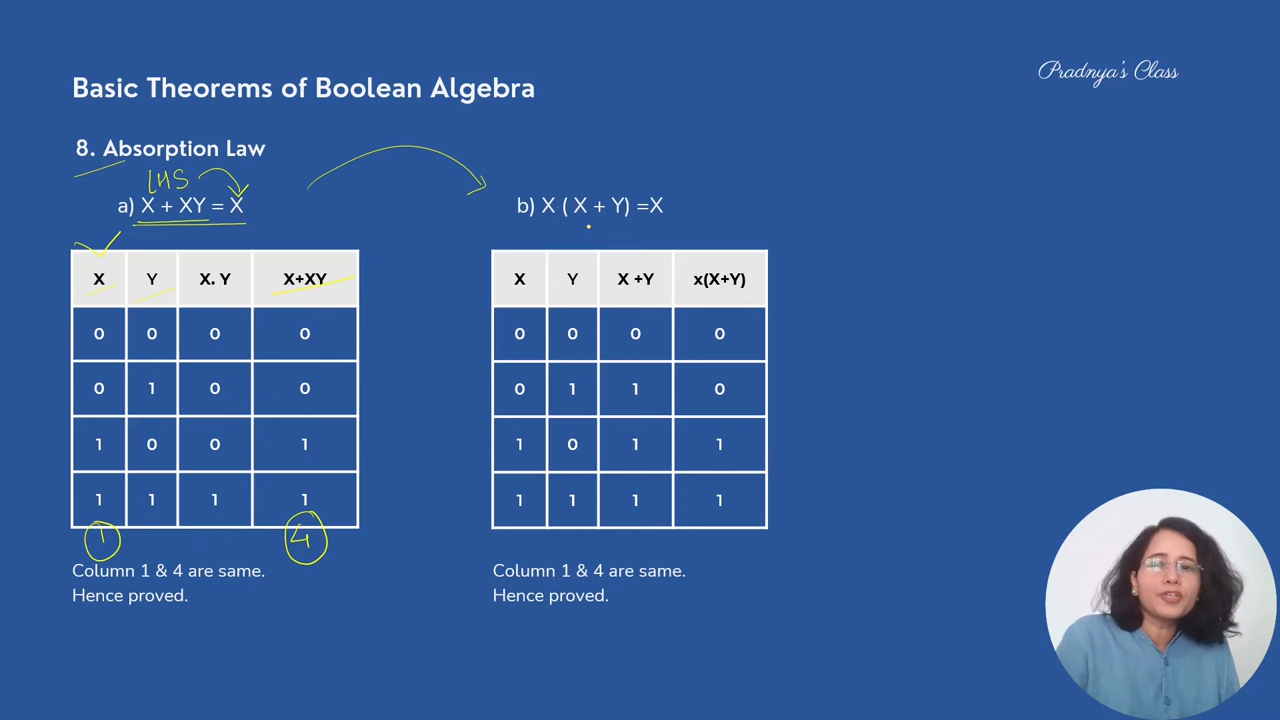 Basic Theorems of Boolean Algebra
Pradnya's Class
8. Absorption Law
LHS
a) X + XY = X
X Y X. Y X+XY
0 0 0 0
0 1 0 0
1 0 0 1
1 1 1 1
1 4
Column 1 & 4 are same.
Hence proved.
b) X ( X + Y) =X
X Y X +Y x(X+Y)
0 0 0 0
0 1 1 0
1 0 1 1
1 1 1 1
Column 1 & 4 are same.
Hence proved.